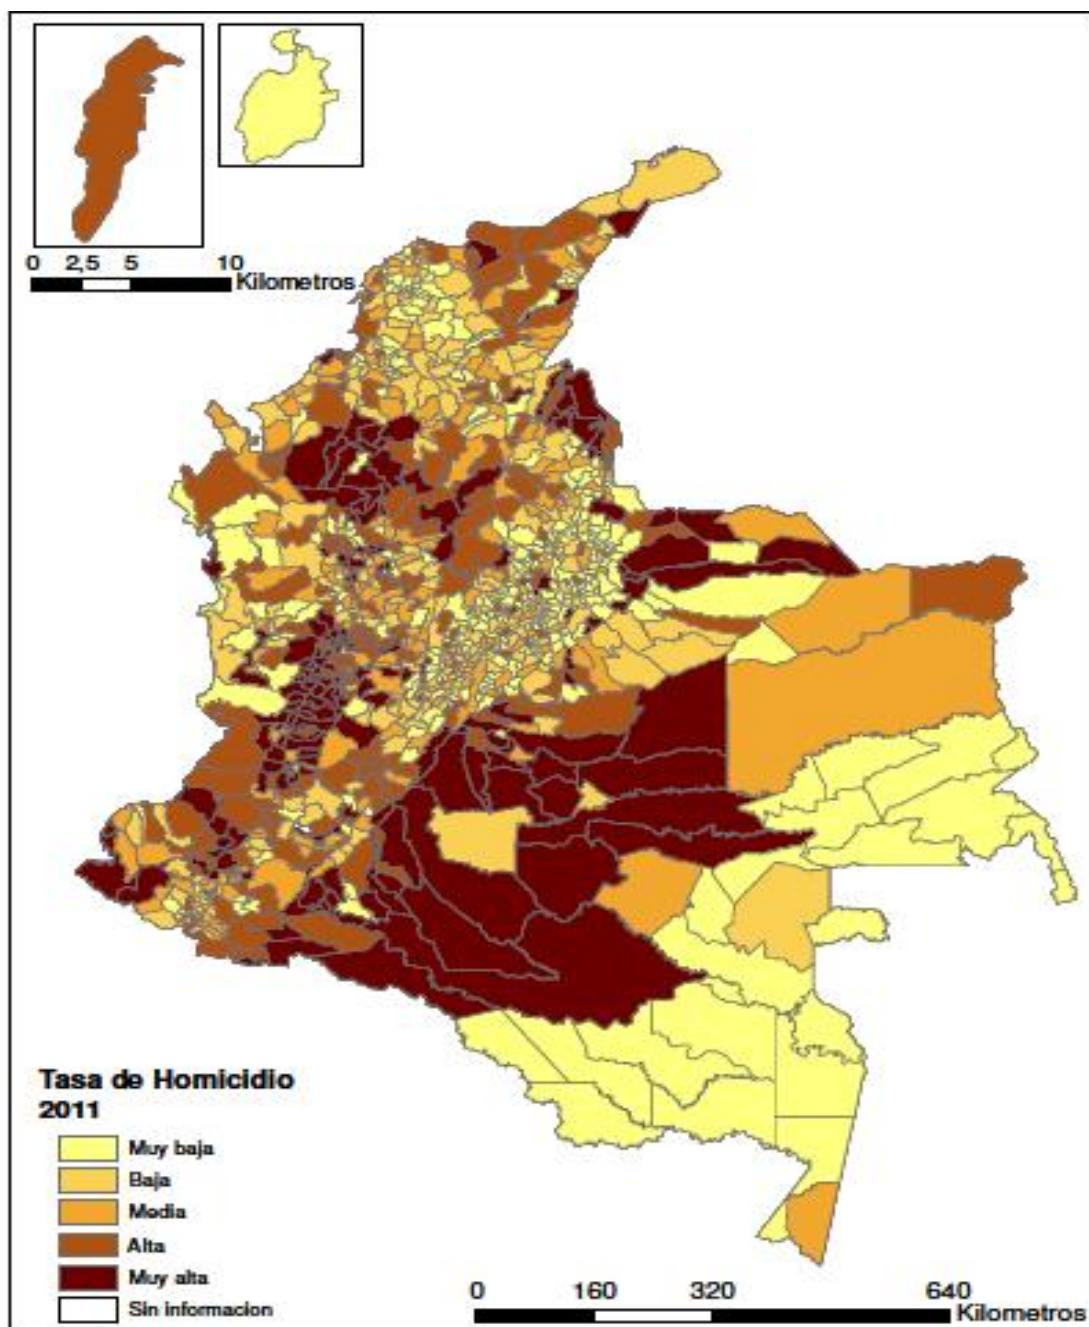 0 2,5 5 10
Kilometros
Tasa de Homicidio
2011
Muy baja
Baja
Media
Alta
Muy alta
Sin informacion
0 160 320 640
Kilometros